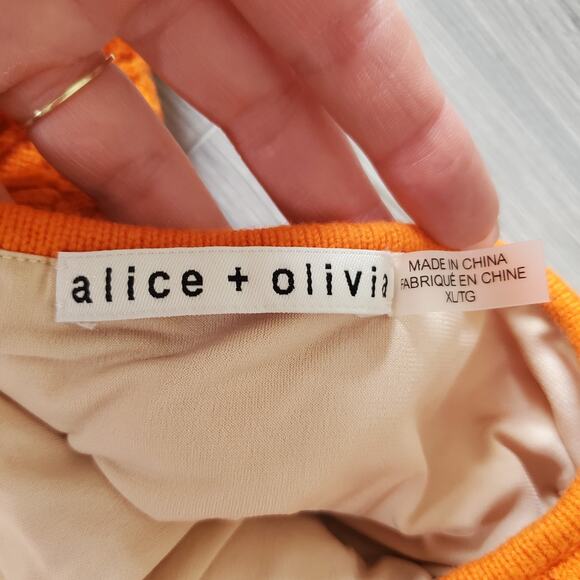 alice + olivia
MADE IN CHINA
FABRIQUÉ EN CHINE
XL/TG